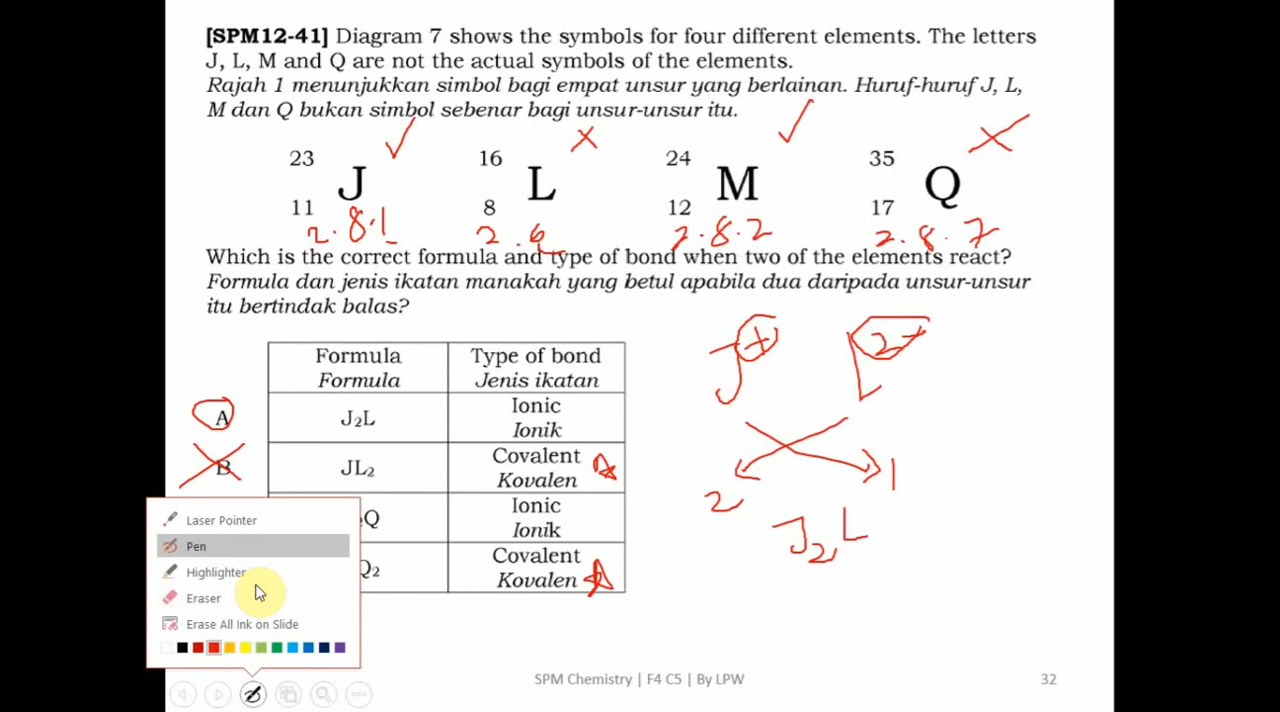 [SPM12-41] Diagram 7 shows the symbols for four different elements. The letters
J, L, M and Q are not the actual symbols of the elements.
Rajah 1 menunjukkan simbol bagi empat unsur yang berlainan. Huruf-huruf J, L,
M dan Q bukan simbol sebenar bagi unsur-unsur itu.
23 16 24 35
J L M Q
11 8 12 17
2.8.1 2.6 2.8.2 2.8.7
Which is the correct formula and type of bond when two of the elements react?
Formula dan jenis ikatan manakah yang betul apabila dua daripada unsur-unsur
itu bertindak balas?
Formula Type of bond
Formula Jenis ikatan
A J₂L Ionic
Ionik
B JL₂ Covalent
Kovalen
Q Ionic
Ionik
Q₂ Covalent
Kovalen
J+ L2-
2 1
J₂L
Laser Pointer
Pen
Highlighter
Eraser
Erase All Ink on Slide
SPM Chemistry | F4 C5 | By LPW 32